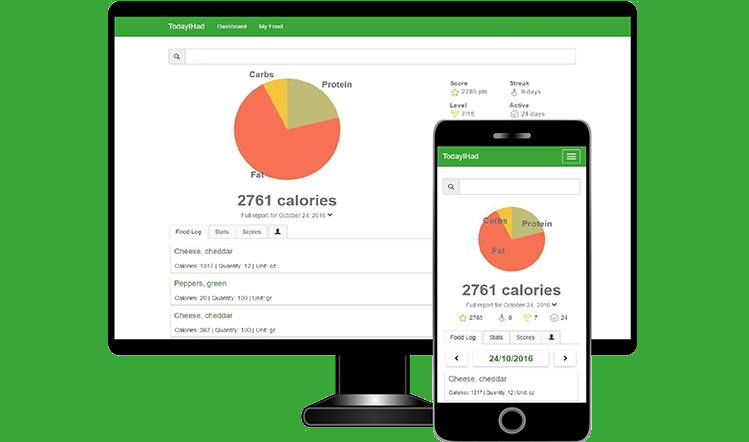 TodayIHad Dashboard My Food
Carbs
Protein
Fat
Score Streak
2785 pts 8 days
Level Active
7/15 24 days
2761 calories
Full report for October 24, 2016
Food Log Stats Scores
Cheese, cheddar
Calories: 1317 | Quantity: 12 | Unit: oz
Peppers, green
Calories: 20 | Quantity: 100 | Unit: gr
Cheese, cheddar
Calories: 387 | Quantity: 100 | Unit: gr
TodayIHad
Carbs
Protein
Fat
2761 calories
Full report for October 24, 2016
2785 8 7 24
Food Log Stats Scores
24/10/2016
Cheese, cheddar
Calories: 1317 | Quantity: 12 | Unit: oz